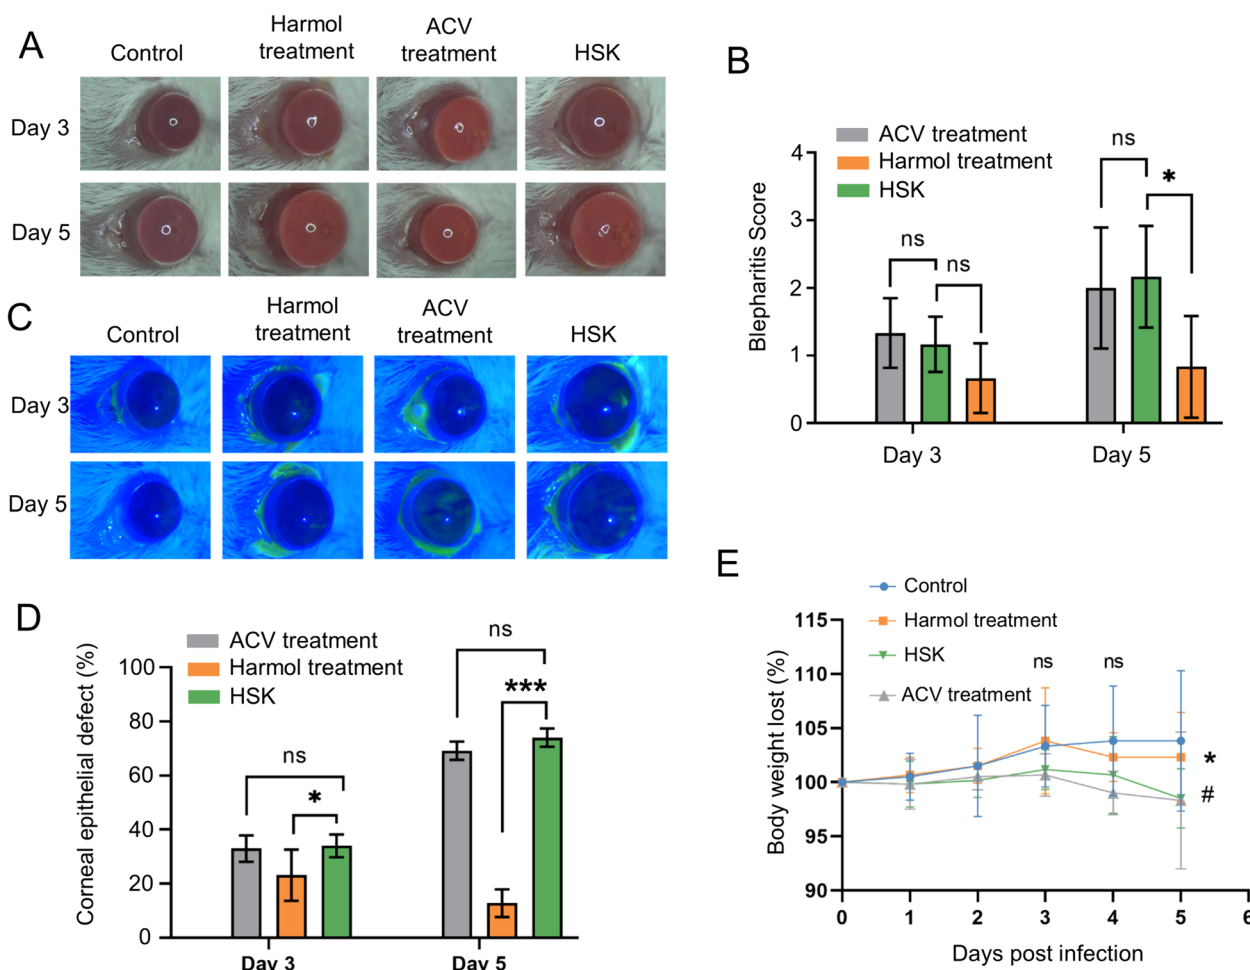 A
Control
Harmol
treatment
ACV
treatment
HSK
Day 3
Day 5
B
ACV treatment
Harmol treatment
HSK
Blepharitis Score
4
3
2
1
0
ns
ns
ns
*
Day 3
Day 5
C
Control
Harmol
treatment
ACV
treatment
HSK
Day 3
Day 5
D
ACV treatment
Harmol treatment
HSK
Corneal epithelial defect (%)
100
80
60
40
20
0
ns
*
ns
***
Day 3
Day 5
E
Control
Harmol treatment
HSK
ACV treatment
Body weight lost (%)
115
110
105
100
95
90
ns
ns
*
#
0
1
2
3
4
5
6
Days post infection